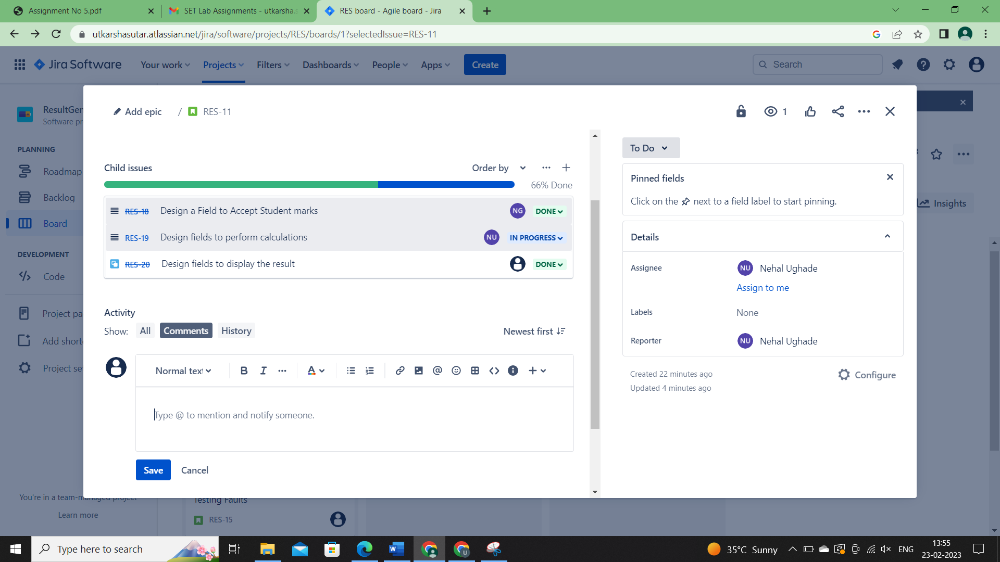 Assignment No 5.pdf
SET Lab Assignments - utkarsha.s
RES board - Agile board - Jira
utkarshasutar.atlassian.net/jira/software/projects/RES/boards/1?selectedIssue=RES-11
Jira Software
Your work
Projects
Filters
Dashboards
People
Apps
Create
Search
ResultGen
Software pr
PLANNING
Roadmap
Backlog
Board
DEVELOPMENT
Code
Project pa
Add shortc
Project set
You're in a team-managed project
Learn more
Add epic / RES-11
1
Child issues
Order by
66% Done
RES-18 Design a Field to Accept Student marks NG DONE
RES-19 Design fields to perform calculations NU IN PROGRESS
RES-20 Design fields to display the result DONE
Activity
Show: All Comments History Newest first
Normal text
B I A
Type @ to mention and notify someone.
Save Cancel
To Do
Pinned fields
Click on the next to a field label to start pinning.
Details
Assignee NU Nehal Ughade
Assign to me
Labels None
Reporter NU Nehal Ughade
Created 22 minutes ago
Updated 4 minutes ago
Configure
Insights
Testing Faults
RES-15
Type here to search
35°C Sunny
ENG
13:55
23-02-2023